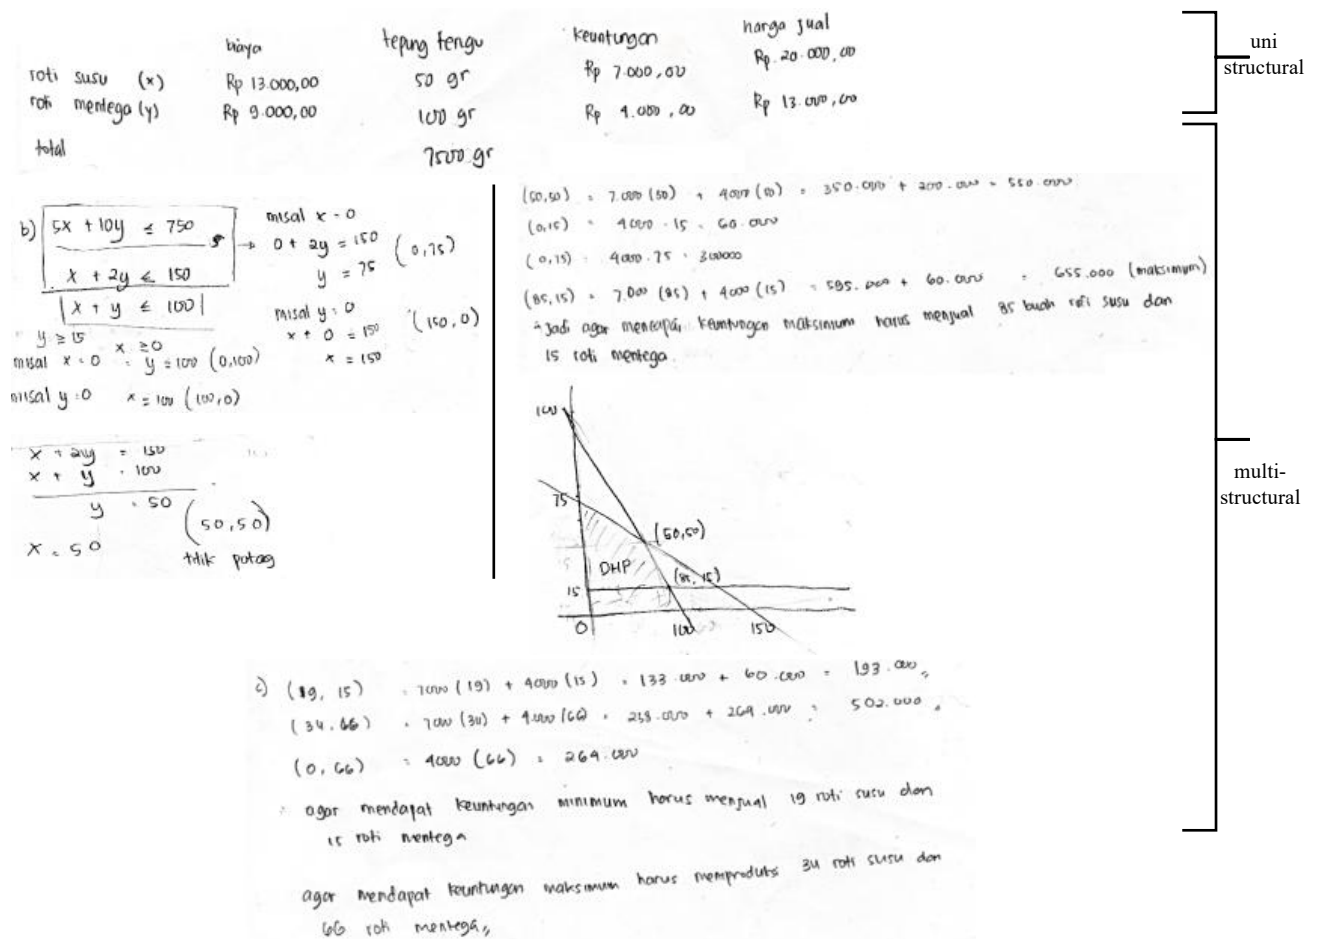 biaya tepung terigu keuntungan harga jual
roti susu (x) Rp 13.000,00 50 gr Rp 7.000,00 Rp. 20.000,00
roti mentega (y) Rp 9.000,00 100 gr Rp 4.000,00 Rp 13.000,00
total 7500 gr
uni
structural
b) 5x + 10y ≤ 750
x + 2y ≤ 150
x + y ≤ 100
y ≥ 15 x ≥ 0
misal x = 0 y = 100 (0,100)
misal y = 0 x = 100 (100,0)
misal x = 0
0 + 2y = 150 (0,75)
y = 75
misal y = 0
x + 0 = 150 (150,0)
x = 150
x + 2y = 150
x + y = 100
y = 50
x = 50
(50,50)
titik potong
(50,50) = 7.000 (50) + 4000 (50) = 350.000 + 200.000 = 550.000
(0,15) = 4000 . 15 = 60.000
(0,75) = 4000 . 75 = 300000
(85,15) = 7.000 (85) + 4000 (15) = 595.000 + 60.000 = 655.000 (maksimum)
∴ Jadi agar mencapai keuntungan maksimum harus menjual 85 buah roti susu dan
15 roti mentega.
100
75
(50,50)
DHP
(85, 15)
15
0 100 150
multi-
structural
c) (19, 15) = 7000 (19) + 4000 (15) = 133.000 + 60.000 = 193.000,,
(34,66) = 7000 (34) + 4.000 (66) = 238.000 + 264.000 = 502.000,,
(0,66) = 4000 (66) = 264.000
∴ agar mendapat keuntungan minimum harus menjual 19 roti susu dan
15 roti mentega
agar mendapat keuntungan maksimum harus memproduksi 34 roti susu dan
66 roti mentega,,